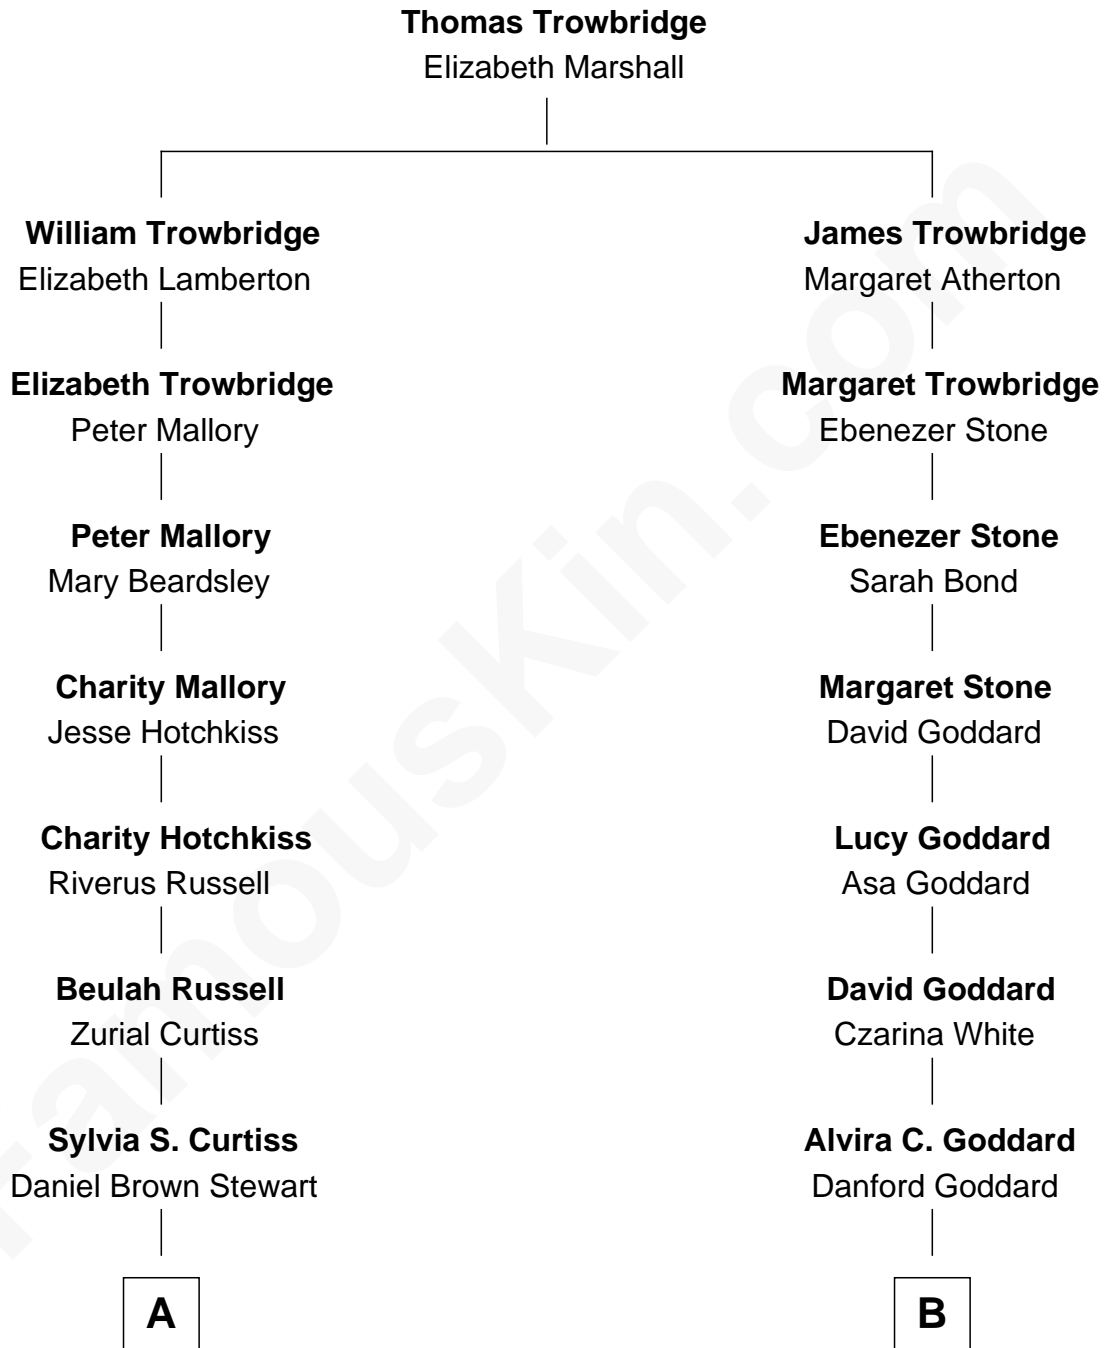 Thomas Trowbridge
Elizabeth Marshall
William Trowbridge
Elizabeth Lamberton
Elizabeth Trowbridge
Peter Mallory
Peter Mallory
Mary Beardsley
Charity Mallory
Jesse Hotchkiss
Charity Hotchkiss
Riverus Russell
Beulah Russell
Zurial Curtiss
Sylvia S. Curtiss
Daniel Brown Stewart
A
James Trowbridge
Margaret Atherton
Margaret Trowbridge
Ebenezer Stone
Ebenezer Stone
Sarah Bond
Margaret Stone
David Goddard
Lucy Goddard
Asa Goddard
David Goddard
Czarina White
Alvira C. Goddard
Danford Goddard
B
FamousKin.com